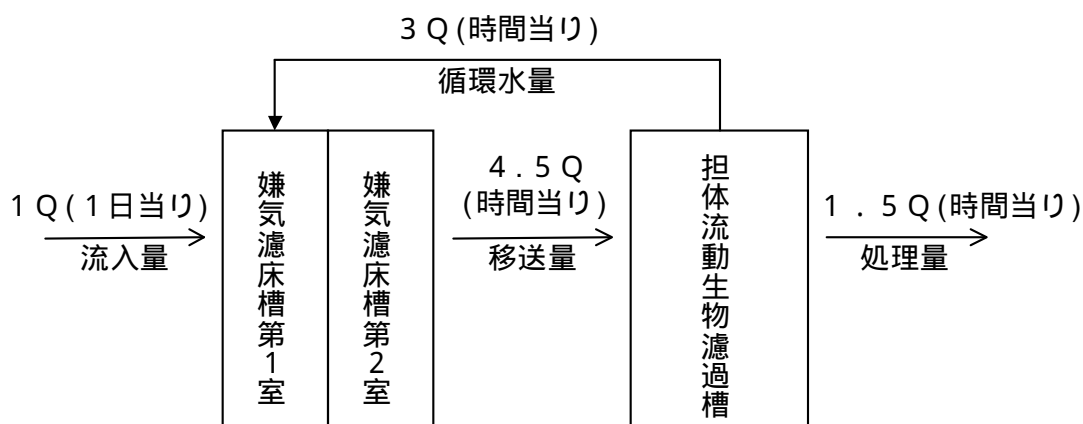 3Q(時間当り)
循環水量
1Q(1日当り)
流入量
嫌気濾床槽第1室
嫌気濾床槽第2室
4.5Q
(時間当り)
移送量
担体流動生物濾過槽
1.5Q(時間当り)
処理量